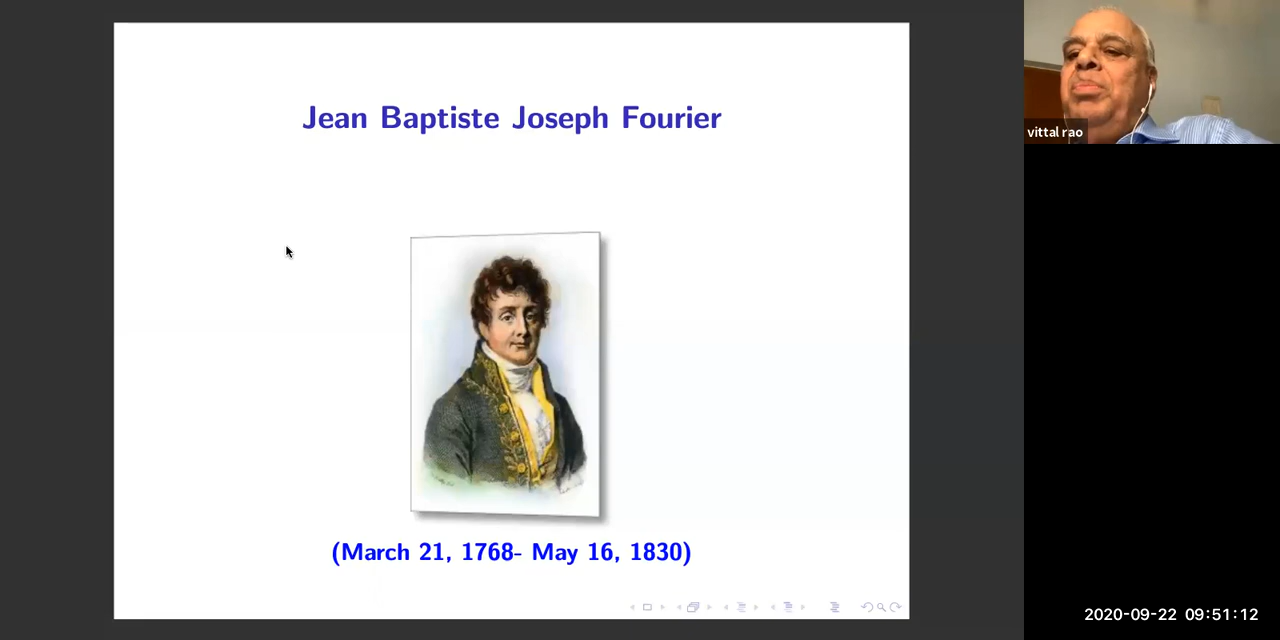 Jean Baptiste Joseph Fourier
(March 21, 1768- May 16, 1830)
vittal rao
2020-09-22 09:51:12